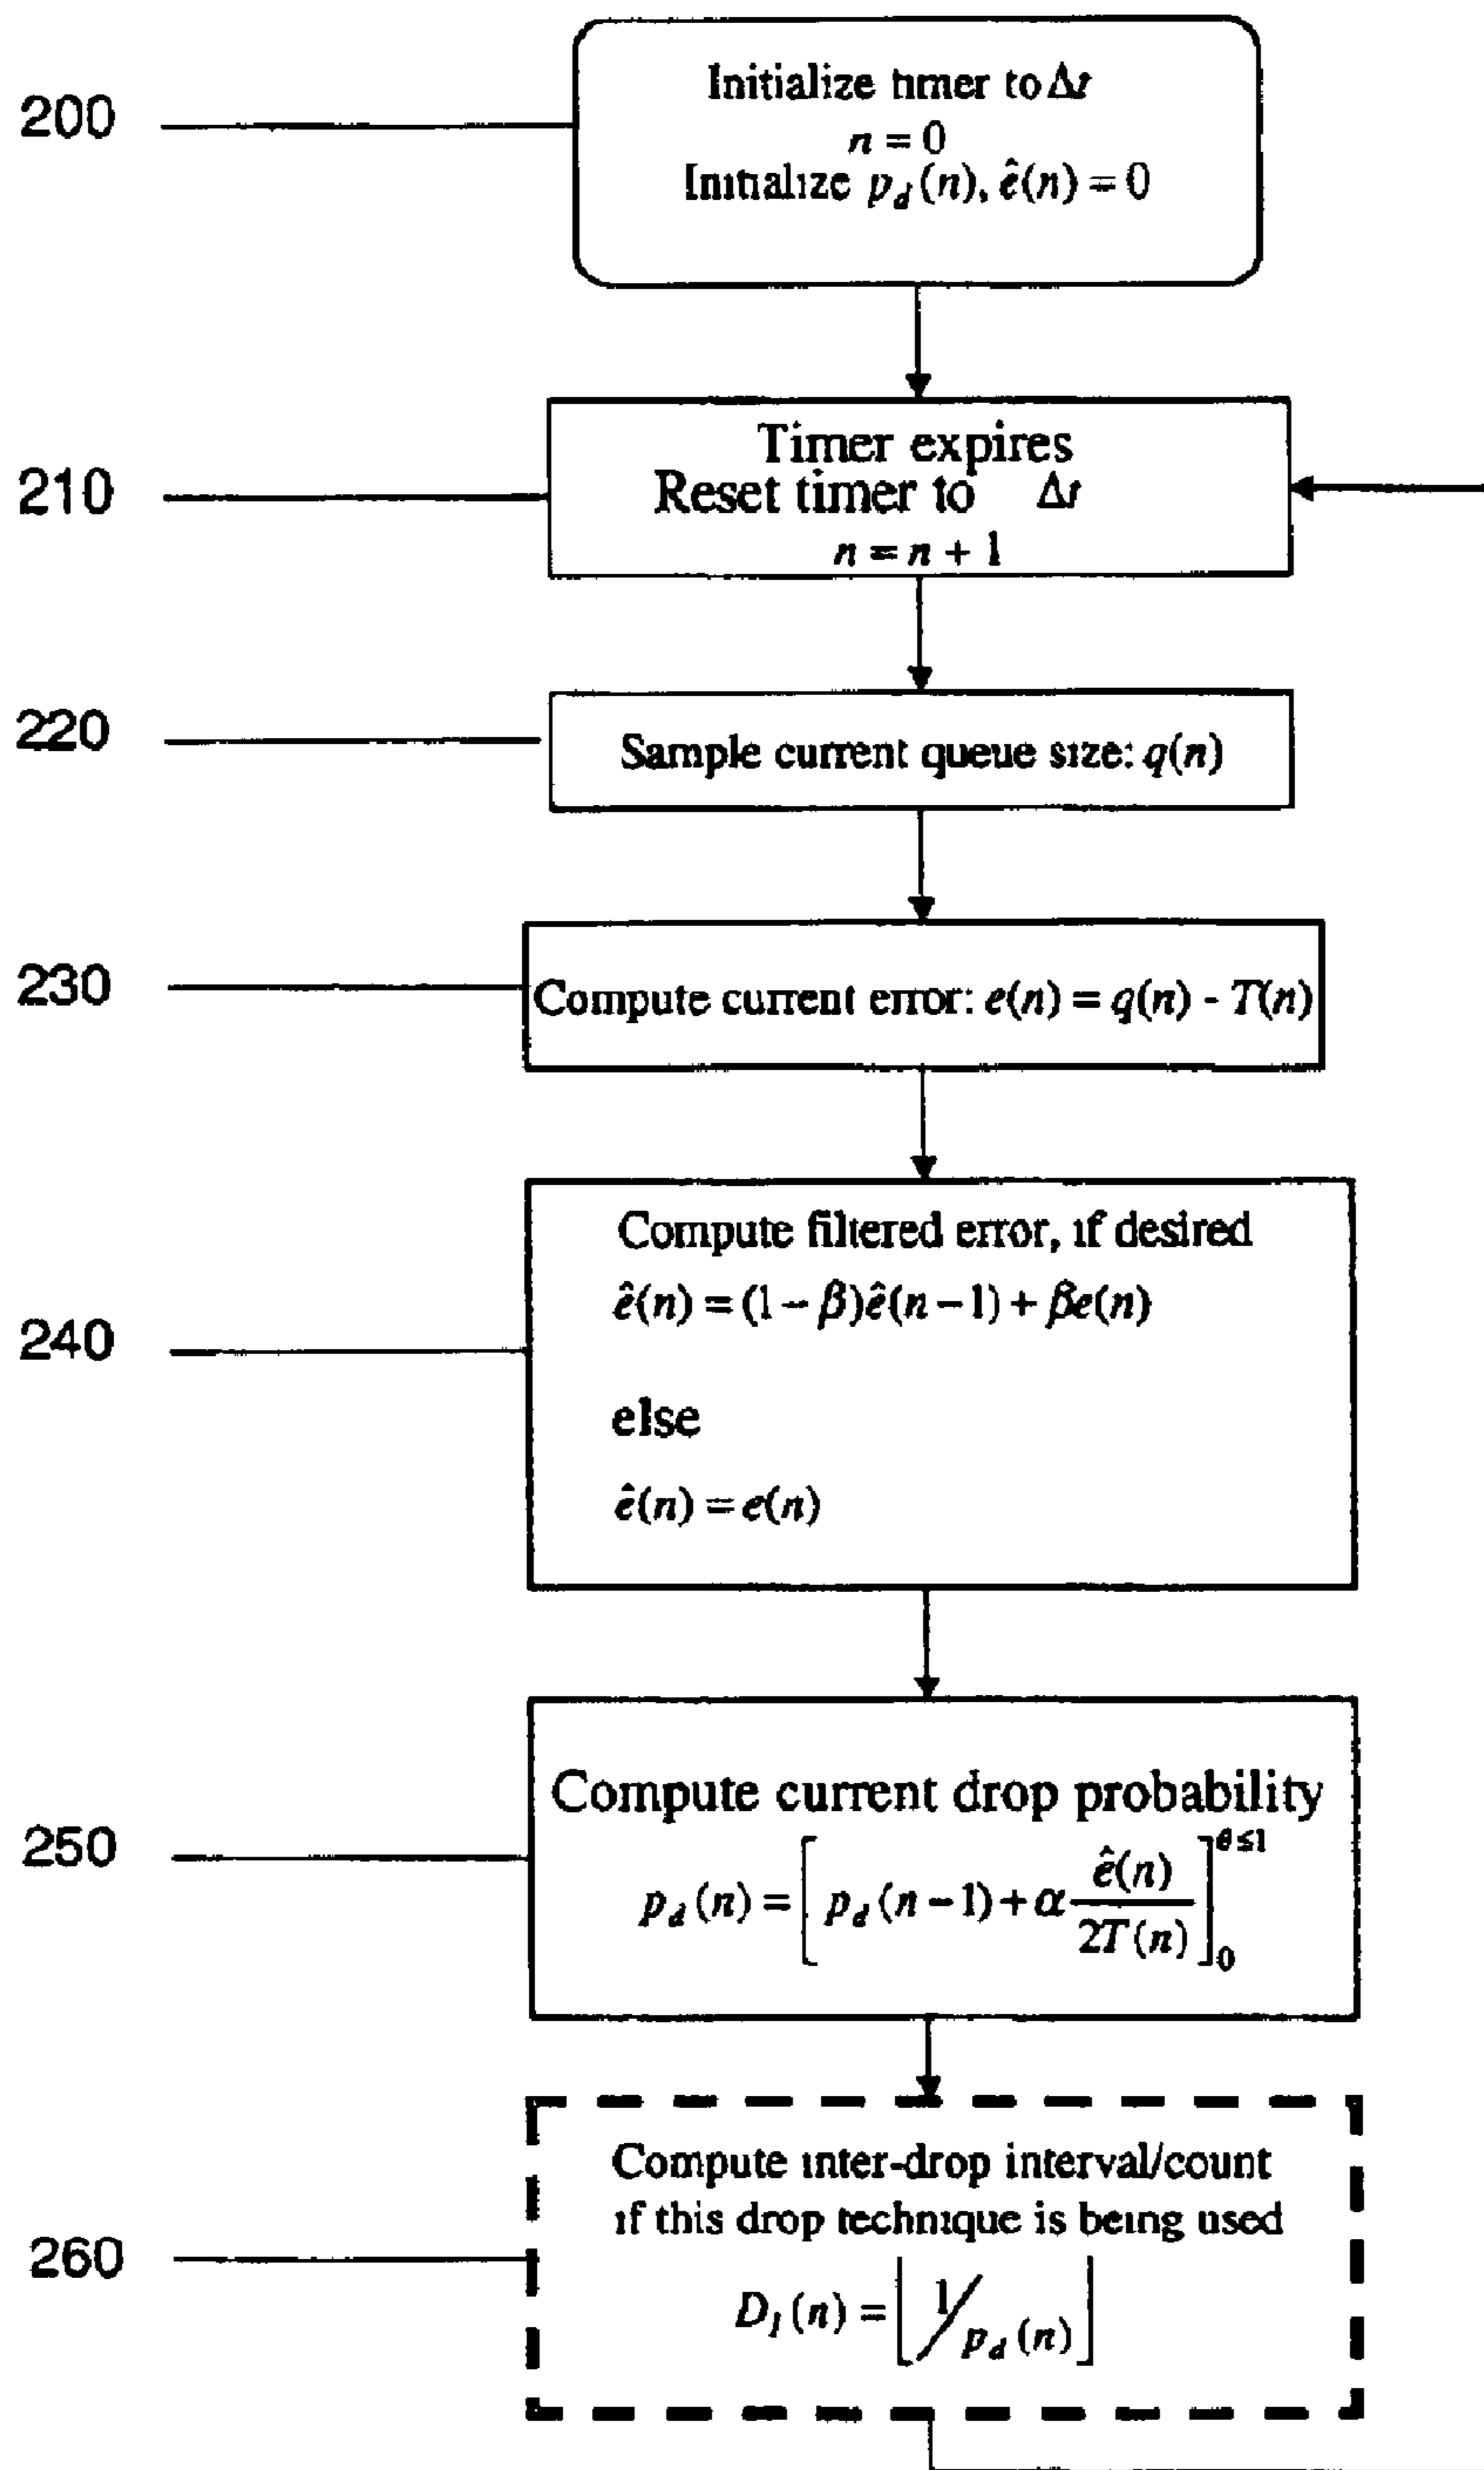 200
Initialize timer to Δt
n = 0
Initialize p_d(n), ê(n) = 0
210
Timer expires
Reset timer to Δt
n = n + 1
220
Sample current queue size: q(n)
230
Compute current error: e(n) = q(n) - T(n)
240
Compute filtered error, if desired
ê(n) = (1 − β)ê(n−1) + βe(n)
else
ê(n) = e(n)
250
Compute current drop probability
p_d(n) = [ p_d(n−1) + α ê(n) / 2T(n) ]_0^{θ≤1}
260
Compute inter-drop interval/count
if this drop technique is being used
D_I(n) = ⌊ 1/p_d(n) ⌋